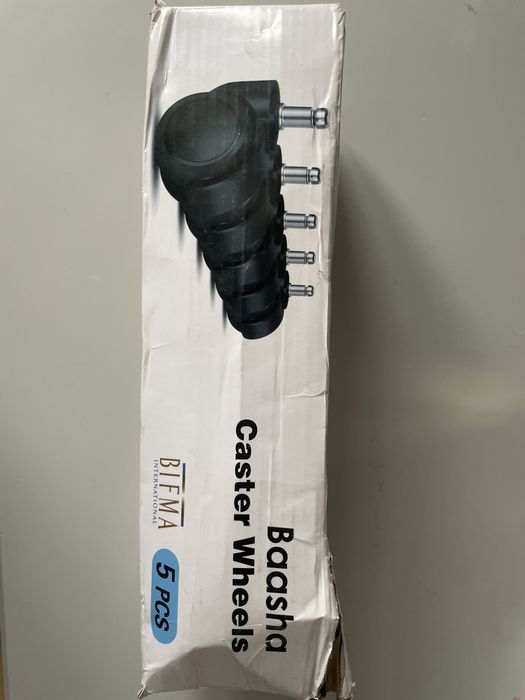 Baasha
Caster Wheels
BIFMA
INTERNATIONAL
5 PCS